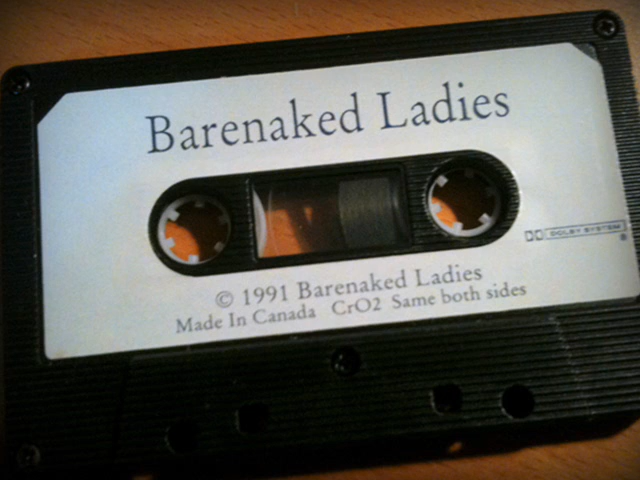 Barenaked Ladies
DOLBY SYSTEM
© 1991 Barenaked Ladies
Made In Canada CrO2 Same both sides